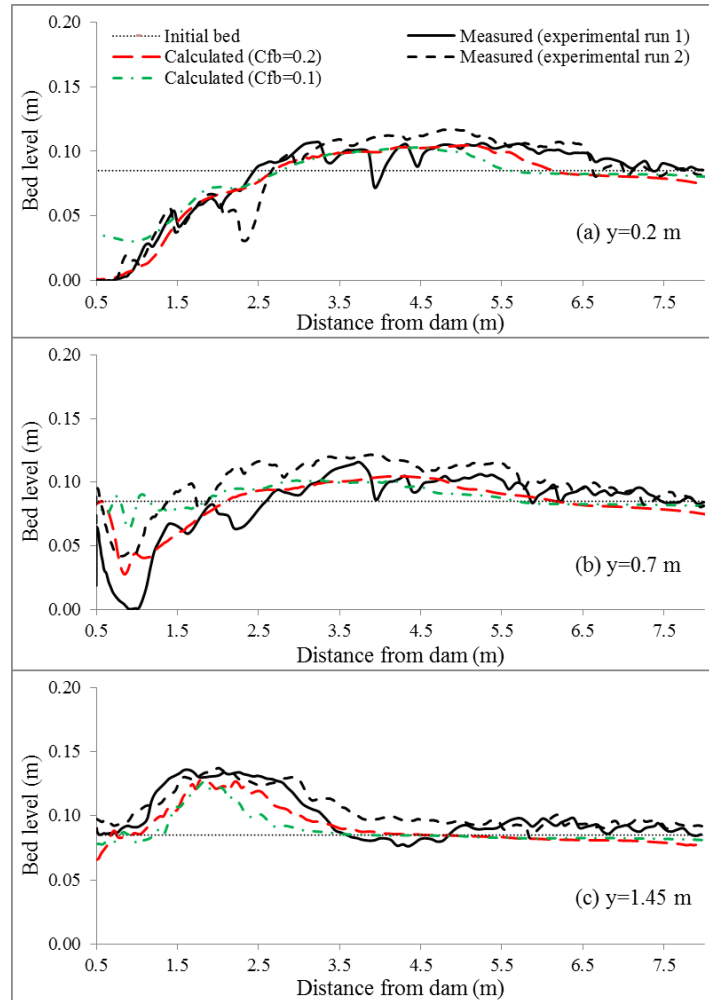 Initial bed
Measured (experimental run 1)
Calculated (Cfb=0.2)
Measured (experimental run 2)
Calculated (Cfb=0.1)
0.20
0.15
0.10
0.05
0.00
Bed level (m)
(a) y=0.2 m
0.5 1.5 2.5 3.5 4.5 5.5 6.5 7.5
Distance from dam (m)
0.20
0.15
0.10
0.05
0.00
Bed level (m)
(b) y=0.7 m
0.5 1.5 2.5 3.5 4.5 5.5 6.5 7.5
Distance from dam (m)
0.20
0.15
0.10
0.05
0.00
Bed level (m)
(c) y=1.45 m
0.5 1.5 2.5 3.5 4.5 5.5 6.5 7.5
Distance from dam (m)